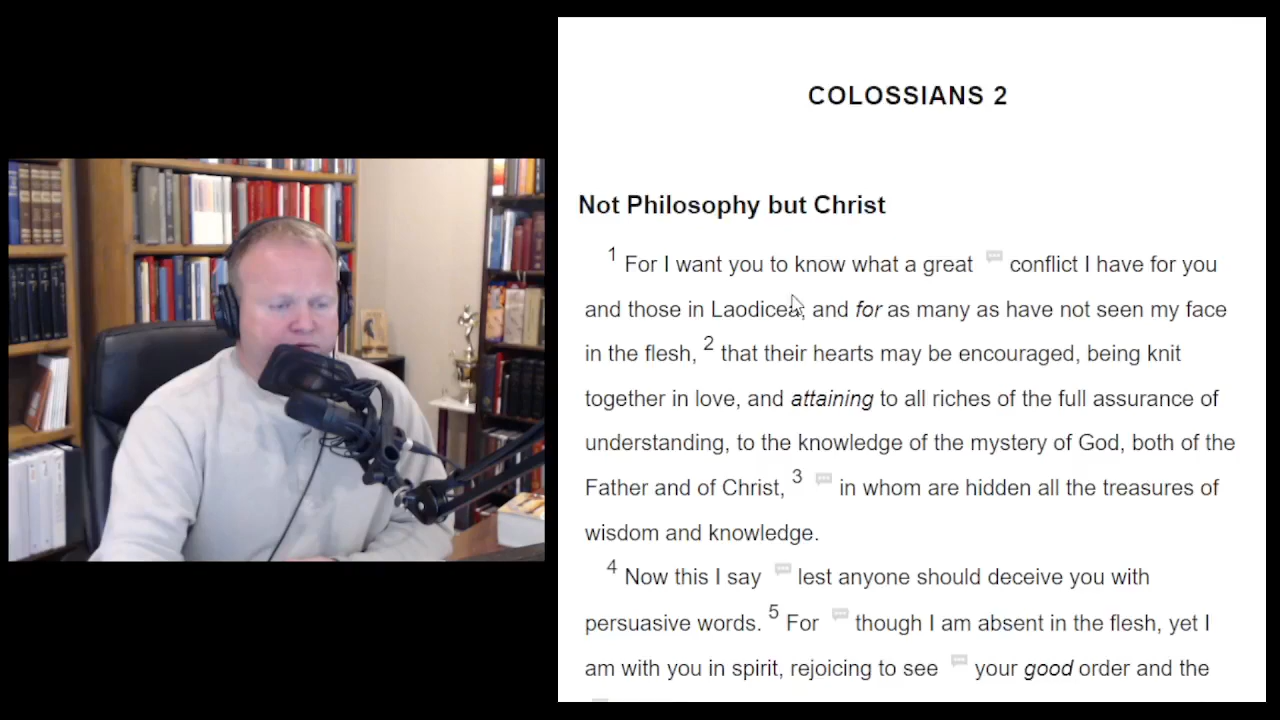 COLOSSIANS 2
Not Philosophy but Christ
1 For I want you to know what a great conflict I have for you
and those in Laodicea, and for as many as have not seen my face
in the flesh, 2 that their hearts may be encouraged, being knit
together in love, and attaining to all riches of the full assurance of
understanding, to the knowledge of the mystery of God, both of the
Father and of Christ, 3 in whom are hidden all the treasures of
wisdom and knowledge.
4 Now this I say lest anyone should deceive you with
persuasive words. 5 For though I am absent in the flesh, yet I
am with you in spirit, rejoicing to see your good order and the